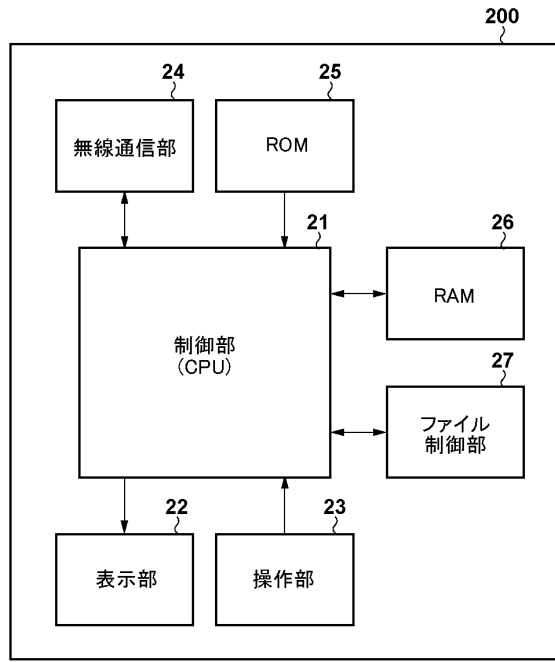 200
24
無線通信部
25
ROM
21
制御部
(CPU)
26
RAM
27
ファイル
制御部
22
表示部
23
操作部